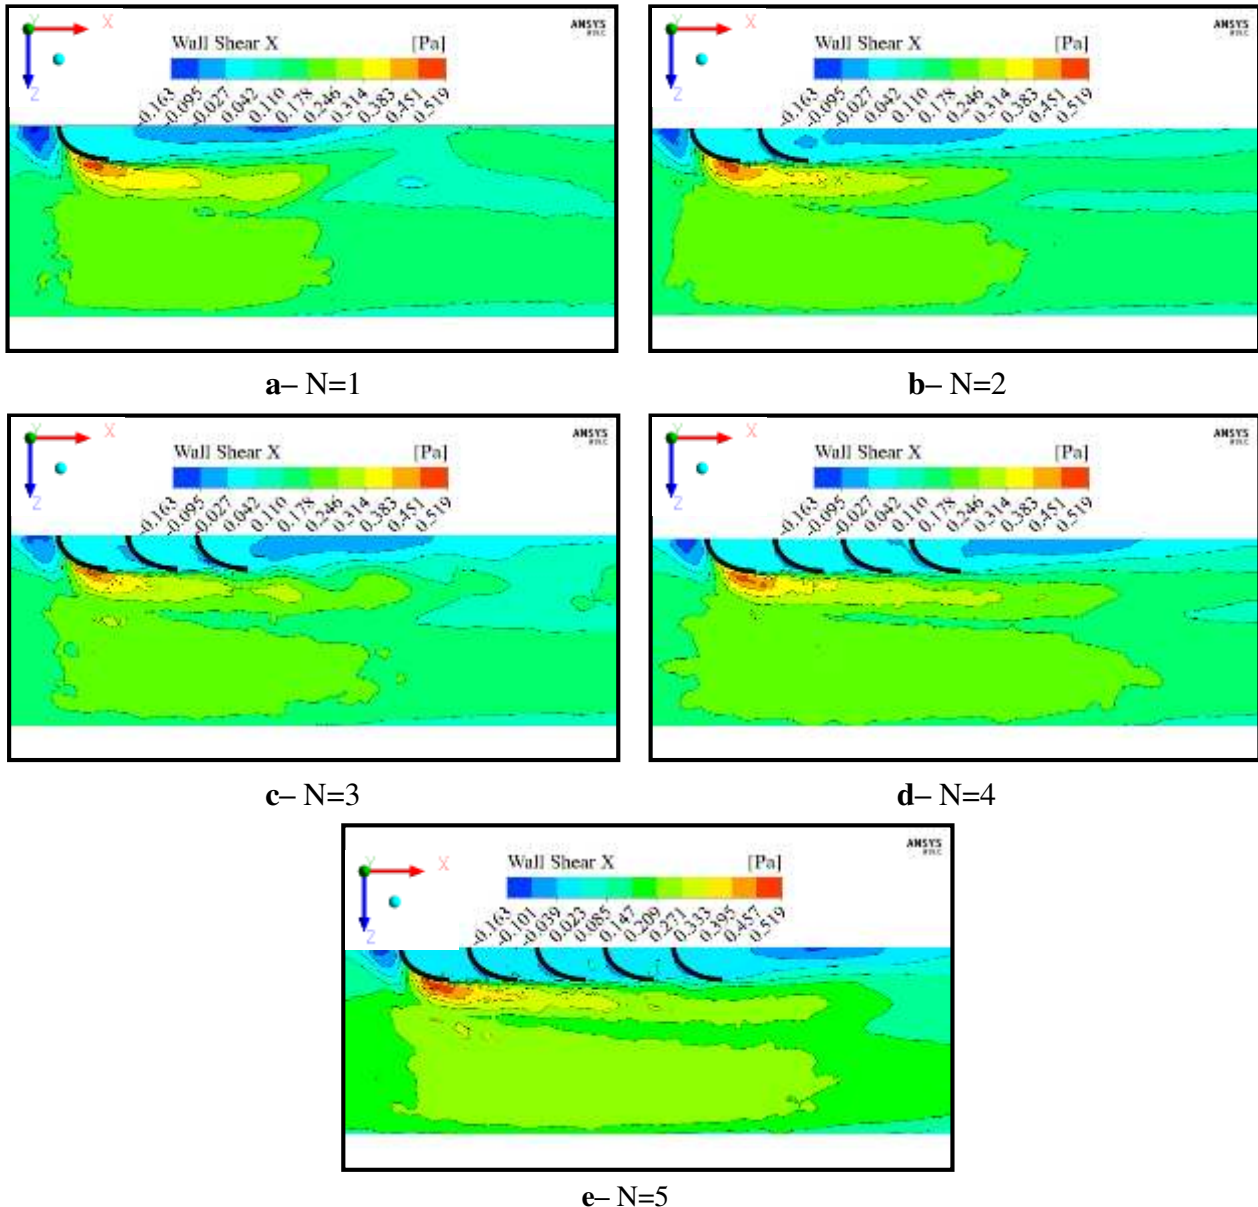 X
Y
Z
Wall Shear X [Pa]
ANSYS
-0.163 -0.095 -0.027 0.042 0.110 0.178 0.246 0.314 0.383 0.451 0.519
a– N=1
X
Y
Z
Wall Shear X [Pa]
ANSYS
-0.163 -0.095 -0.027 0.042 0.110 0.178 0.246 0.314 0.383 0.451 0.519
b– N=2
X
Y
Z
Wall Shear X [Pa]
ANSYS
-0.163 -0.095 -0.027 0.042 0.110 0.178 0.246 0.314 0.383 0.451 0.519
c– N=3
X
Y
Z
Wall Shear X [Pa]
ANSYS
-0.163 -0.095 -0.027 0.042 0.110 0.178 0.246 0.314 0.383 0.451 0.519
d– N=4
X
Y
Z
Wall Shear X [Pa]
ANSYS
-0.163 -0.101 -0.039 0.023 0.085 0.147 0.209 0.271 0.333 0.395 0.457 0.519
e– N=5